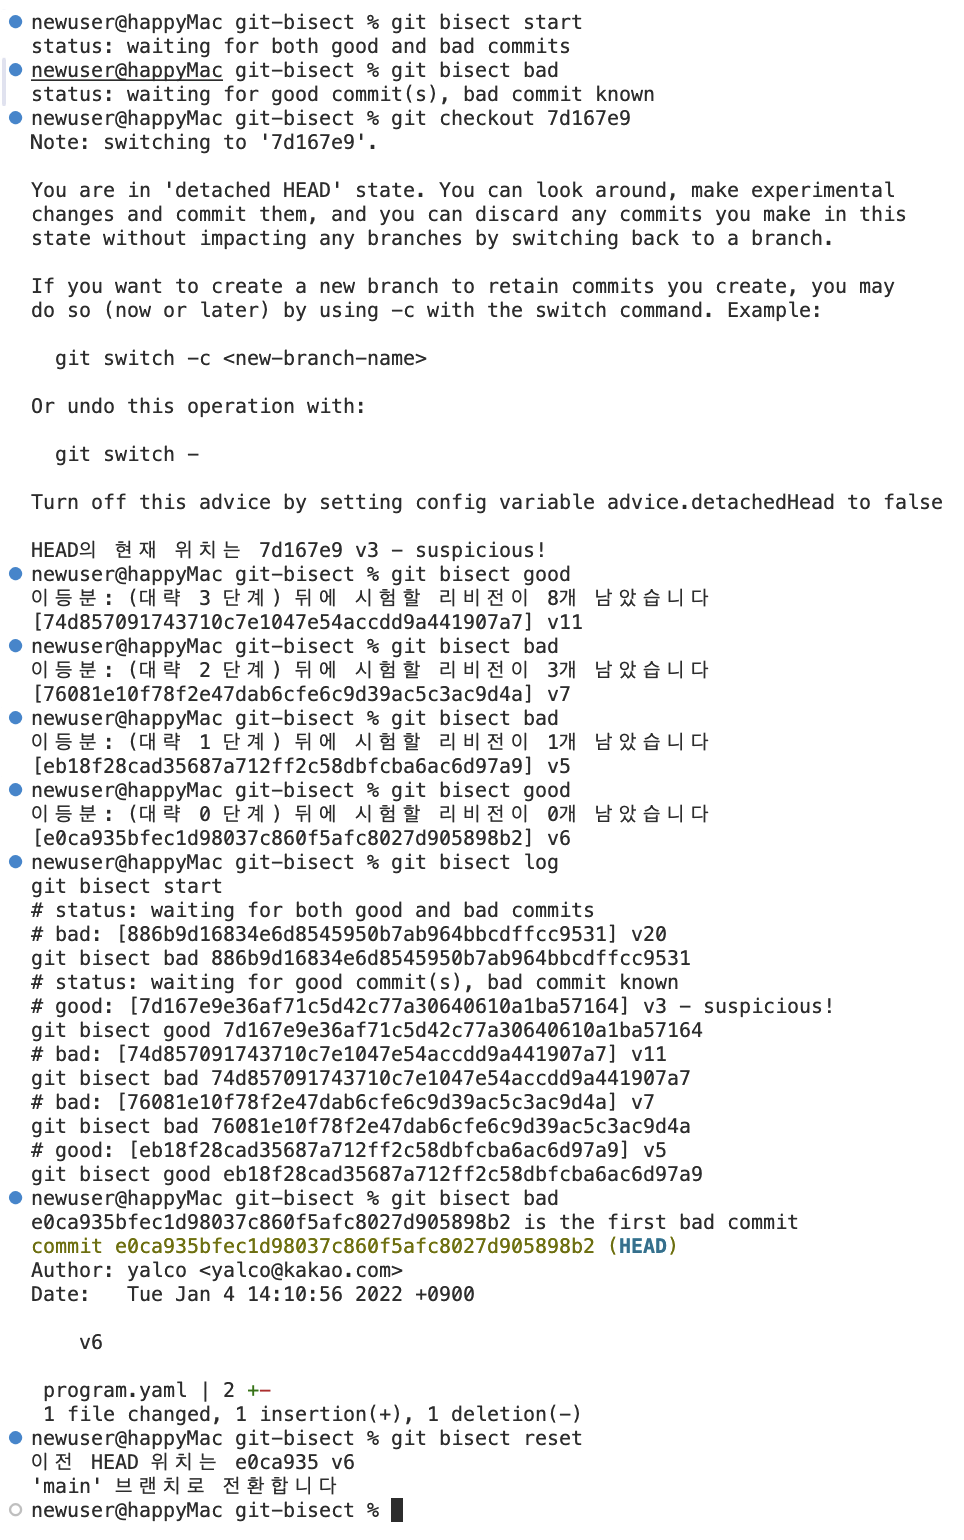 newuser@happyMac git-bisect % git bisect start
status: waiting for both good and bad commits
newuser@happyMac git-bisect % git bisect bad
status: waiting for good commit(s), bad commit known
newuser@happyMac git-bisect % git checkout 7d167e9
Note: switching to '7d167e9'.

You are in 'detached HEAD' state. You can look around, make experimental
changes and commit them, and you can discard any commits you make in this
state without impacting any branches by switching back to a branch.

If you want to create a new branch to retain commits you create, you may
do so (now or later) by using -c with the switch command. Example:

  git switch -c <new-branch-name>

Or undo this operation with:

  git switch -

Turn off this advice by setting config variable advice.detachedHead to false

HEAD의 현재 위치는 7d167e9 v3 - suspicious!
newuser@happyMac git-bisect % git bisect good
이등분: (대략 3 단계) 뒤에 시험할 리비전이 8개 남았습니다
[74d857091743710c7e1047e54accdd9a441907a7] v11
newuser@happyMac git-bisect % git bisect bad
이등분: (대략 2 단계) 뒤에 시험할 리비전이 3개 남았습니다
[76081e10f78f2e47dab6cfe6c9d39ac5c3ac9d4a] v7
newuser@happyMac git-bisect % git bisect bad
이등분: (대략 1 단계) 뒤에 시험할 리비전이 1개 남았습니다
[eb18f28cad35687a712ff2c58dbfcba6ac6d97a9] v5
newuser@happyMac git-bisect % git bisect good
이등분: (대략 0 단계) 뒤에 시험할 리비전이 0개 남았습니다
[e0ca935bfec1d98037c860f5afc8027d905898b2] v6
newuser@happyMac git-bisect % git bisect log
git bisect start
# status: waiting for both good and bad commits
# bad: [886b9d16834e6d8545950b7ab964bbcdffcc9531] v20
git bisect bad 886b9d16834e6d8545950b7ab964bbcdffcc9531
# status: waiting for good commit(s), bad commit known
# good: [7d167e9e36af71c5d42c77a30640610a1ba57164] v3 - suspicious!
git bisect good 7d167e9e36af71c5d42c77a30640610a1ba57164
# bad: [74d857091743710c7e1047e54accdd9a441907a7] v11
git bisect bad 74d857091743710c7e1047e54accdd9a441907a7
# bad: [76081e10f78f2e47dab6cfe6c9d39ac5c3ac9d4a] v7
git bisect bad 76081e10f78f2e47dab6cfe6c9d39ac5c3ac9d4a
# good: [eb18f28cad35687a712ff2c58dbfcba6ac6d97a9] v5
git bisect good eb18f28cad35687a712ff2c58dbfcba6ac6d97a9
newuser@happyMac git-bisect % git bisect bad
e0ca935bfec1d98037c860f5afc8027d905898b2 is the first bad commit
commit e0ca935bfec1d98037c860f5afc8027d905898b2 (HEAD)
Author: yalco <yalco@kakao.com>
Date:   Tue Jan 4 14:10:56 2022 +0900

    v6

 program.yaml | 2 +-
 1 file changed, 1 insertion(+), 1 deletion(-)
newuser@happyMac git-bisect % git bisect reset
이전 HEAD 위치는 e0ca935 v6
'main' 브랜치로 전환합니다
newuser@happyMac git-bisect %